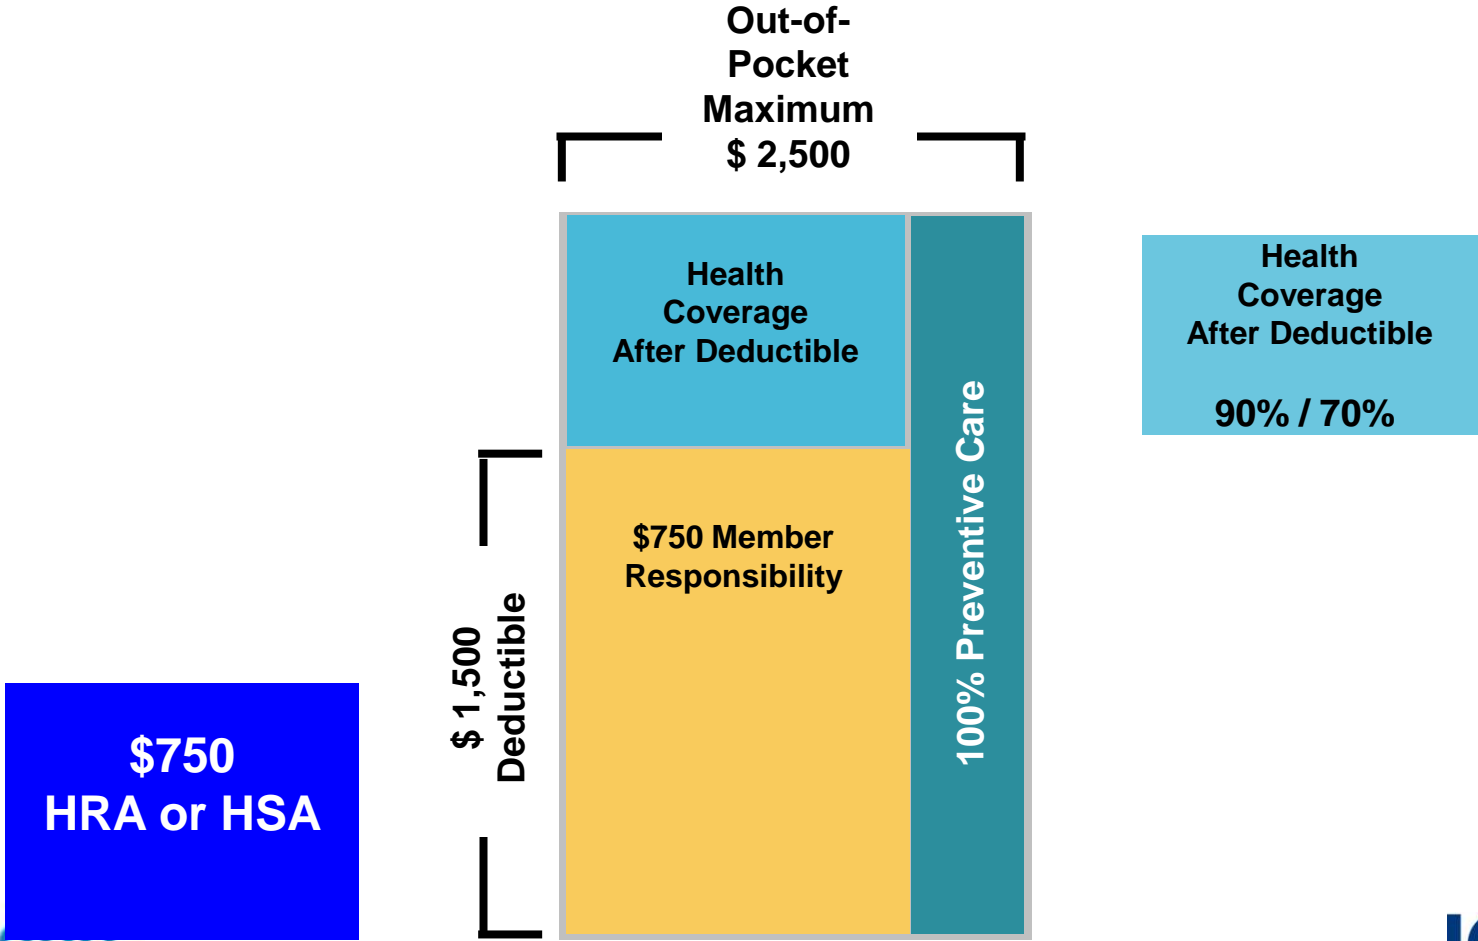 Out-of-
Pocket
Maximum
$ 2,500
Health
Coverage
After Deductible
Health
Coverage
After Deductible
90% / 70%
100% Preventive Care
$750 Member
Responsibility
$ 1,500
Deductible
$750
HRA or HSA